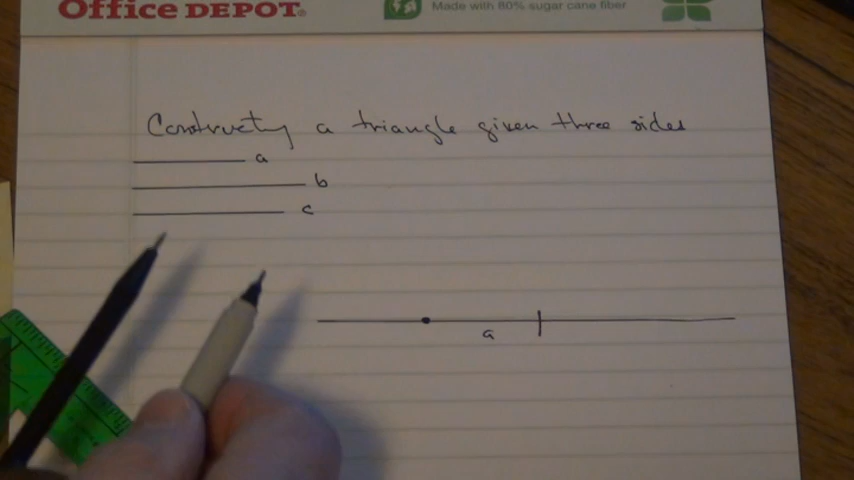 Office DEPOT®
Made with 80% sugar cane fiber
Constructing a triangle given three sides
a
b
c
a